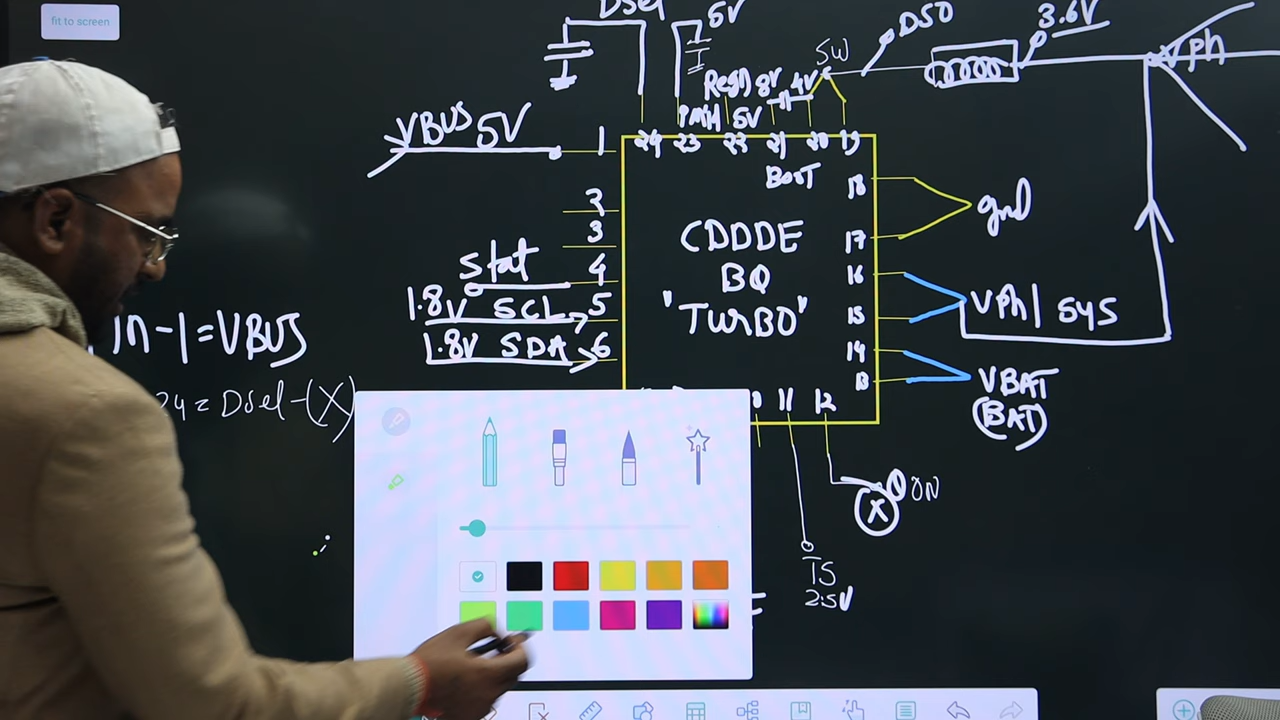 fit to screen
Dsel
5V
VBUS 5V
1
2
3
Stat 4
1.8V SCL 5
1.8V SDA 6
24 23 22 21 20 19
Regn 8V 4V
PMIH 5V
BOOT
SW
DSO
3.6V
Vph
18
17
gnd
16
15
VPh| SYS
14
13
VBAT
(BAT)
CDDDE
BQ
"TURBO"
11 12
X
ON
TS
2.5V
In-1=VBUS
24 = Dsel-(X)